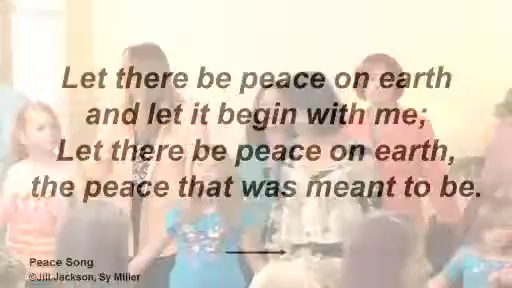 Let there be peace on earth
and let it begin with me;
Let there be peace on earth,
the peace that was meant to be.
Peace Song
©Jill Jackson, Sy Miller